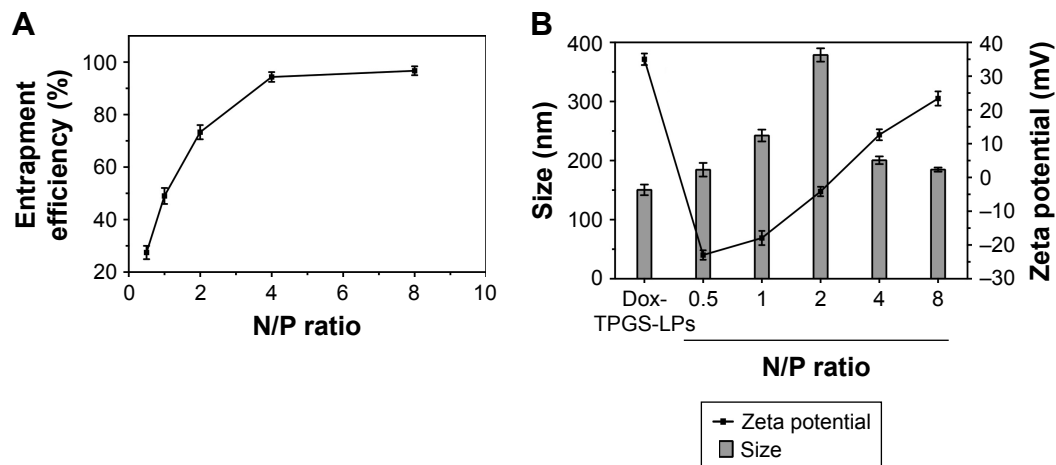 A
Entrapment
efficiency (%)
100
80
60
40
20
0
2
4
6
8
10
N/P ratio
B
Size (nm)
400
300
200
100
0
Zeta potential (mV)
40
30
20
10
0
–10
–20
–30
Dox-
TPGS-LPs
0.5
1
2
4
8
N/P ratio
Zeta potential
Size